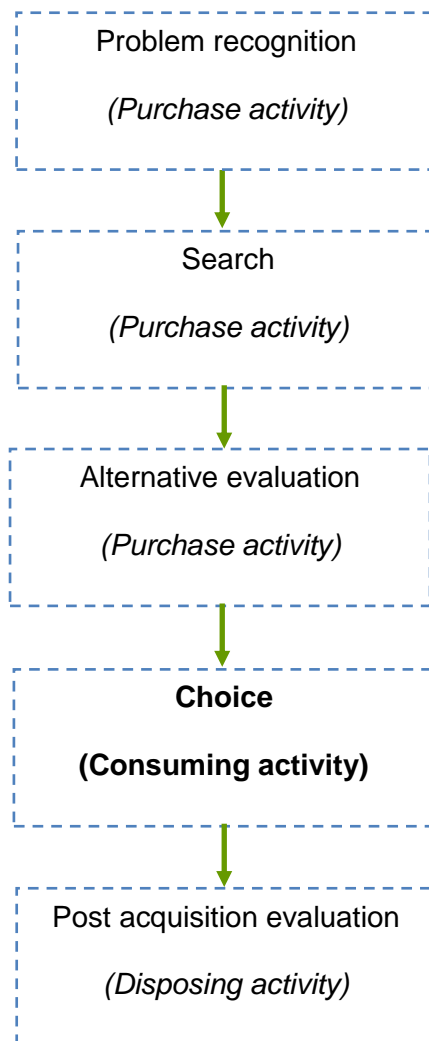 Problem recognition
(Purchase activity)
Search
(Purchase activity)
Alternative evaluation
(Purchase activity)
Choice
(Consuming activity)
Post acquisition evaluation
(Disposing activity)